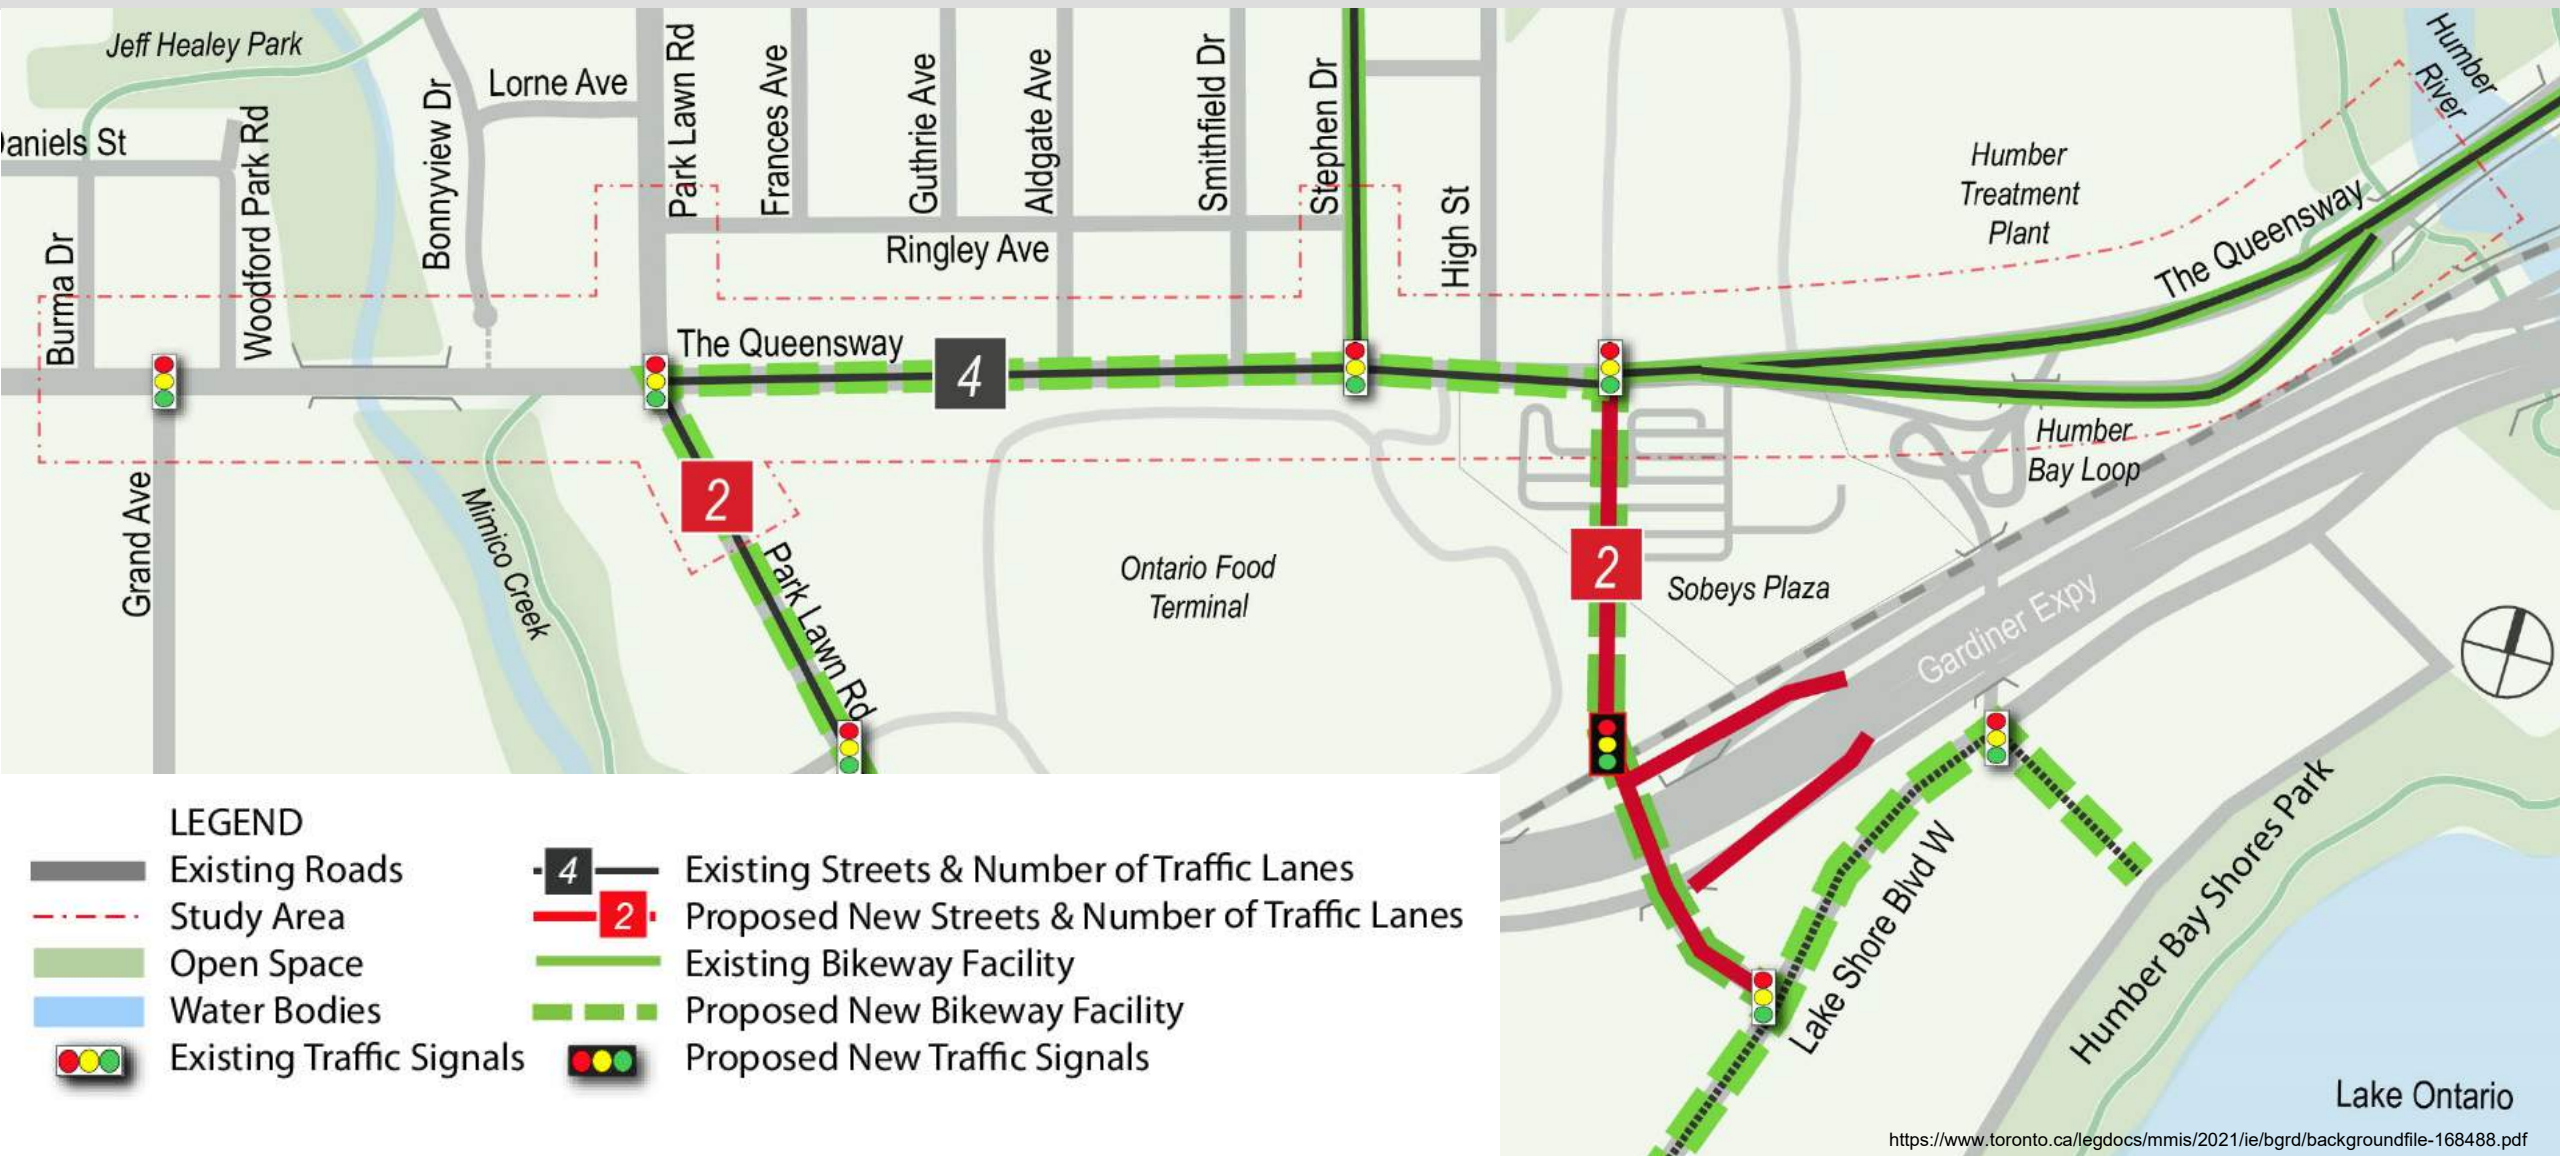 Jeff Healey Park
aniels St
Burma Dr
Woodford Park Rd
Bonnyview Dr
Lorne Ave
Park Lawn Rd
Frances Ave
Guthrie Ave
Aldgate Ave
Smithfield Dr
Stephen Dr
High St
Ringley Ave
The Queensway
4
Humber
River
Humber
Treatment
Plant
The Queensway
Humber
Bay Loop
Grand Ave
Mimico Creek
2
Park Lawn Rd
Ontario Food
Terminal
2
Sobeys Plaza
Gardiner Expy
Lake Shore Blvd W
Humber Bay Shores Park
Lake Ontario
LEGEND
Existing Roads
Study Area
Open Space
Water Bodies
Existing Traffic Signals
4 Existing Streets & Number of Traffic Lanes
2 Proposed New Streets & Number of Traffic Lanes
Existing Bikeway Facility
Proposed New Bikeway Facility
Proposed New Traffic Signals
https://www.toronto.ca/legdocs/mmis/2021/ie/bgrd/backgroundfile-168488.pdf